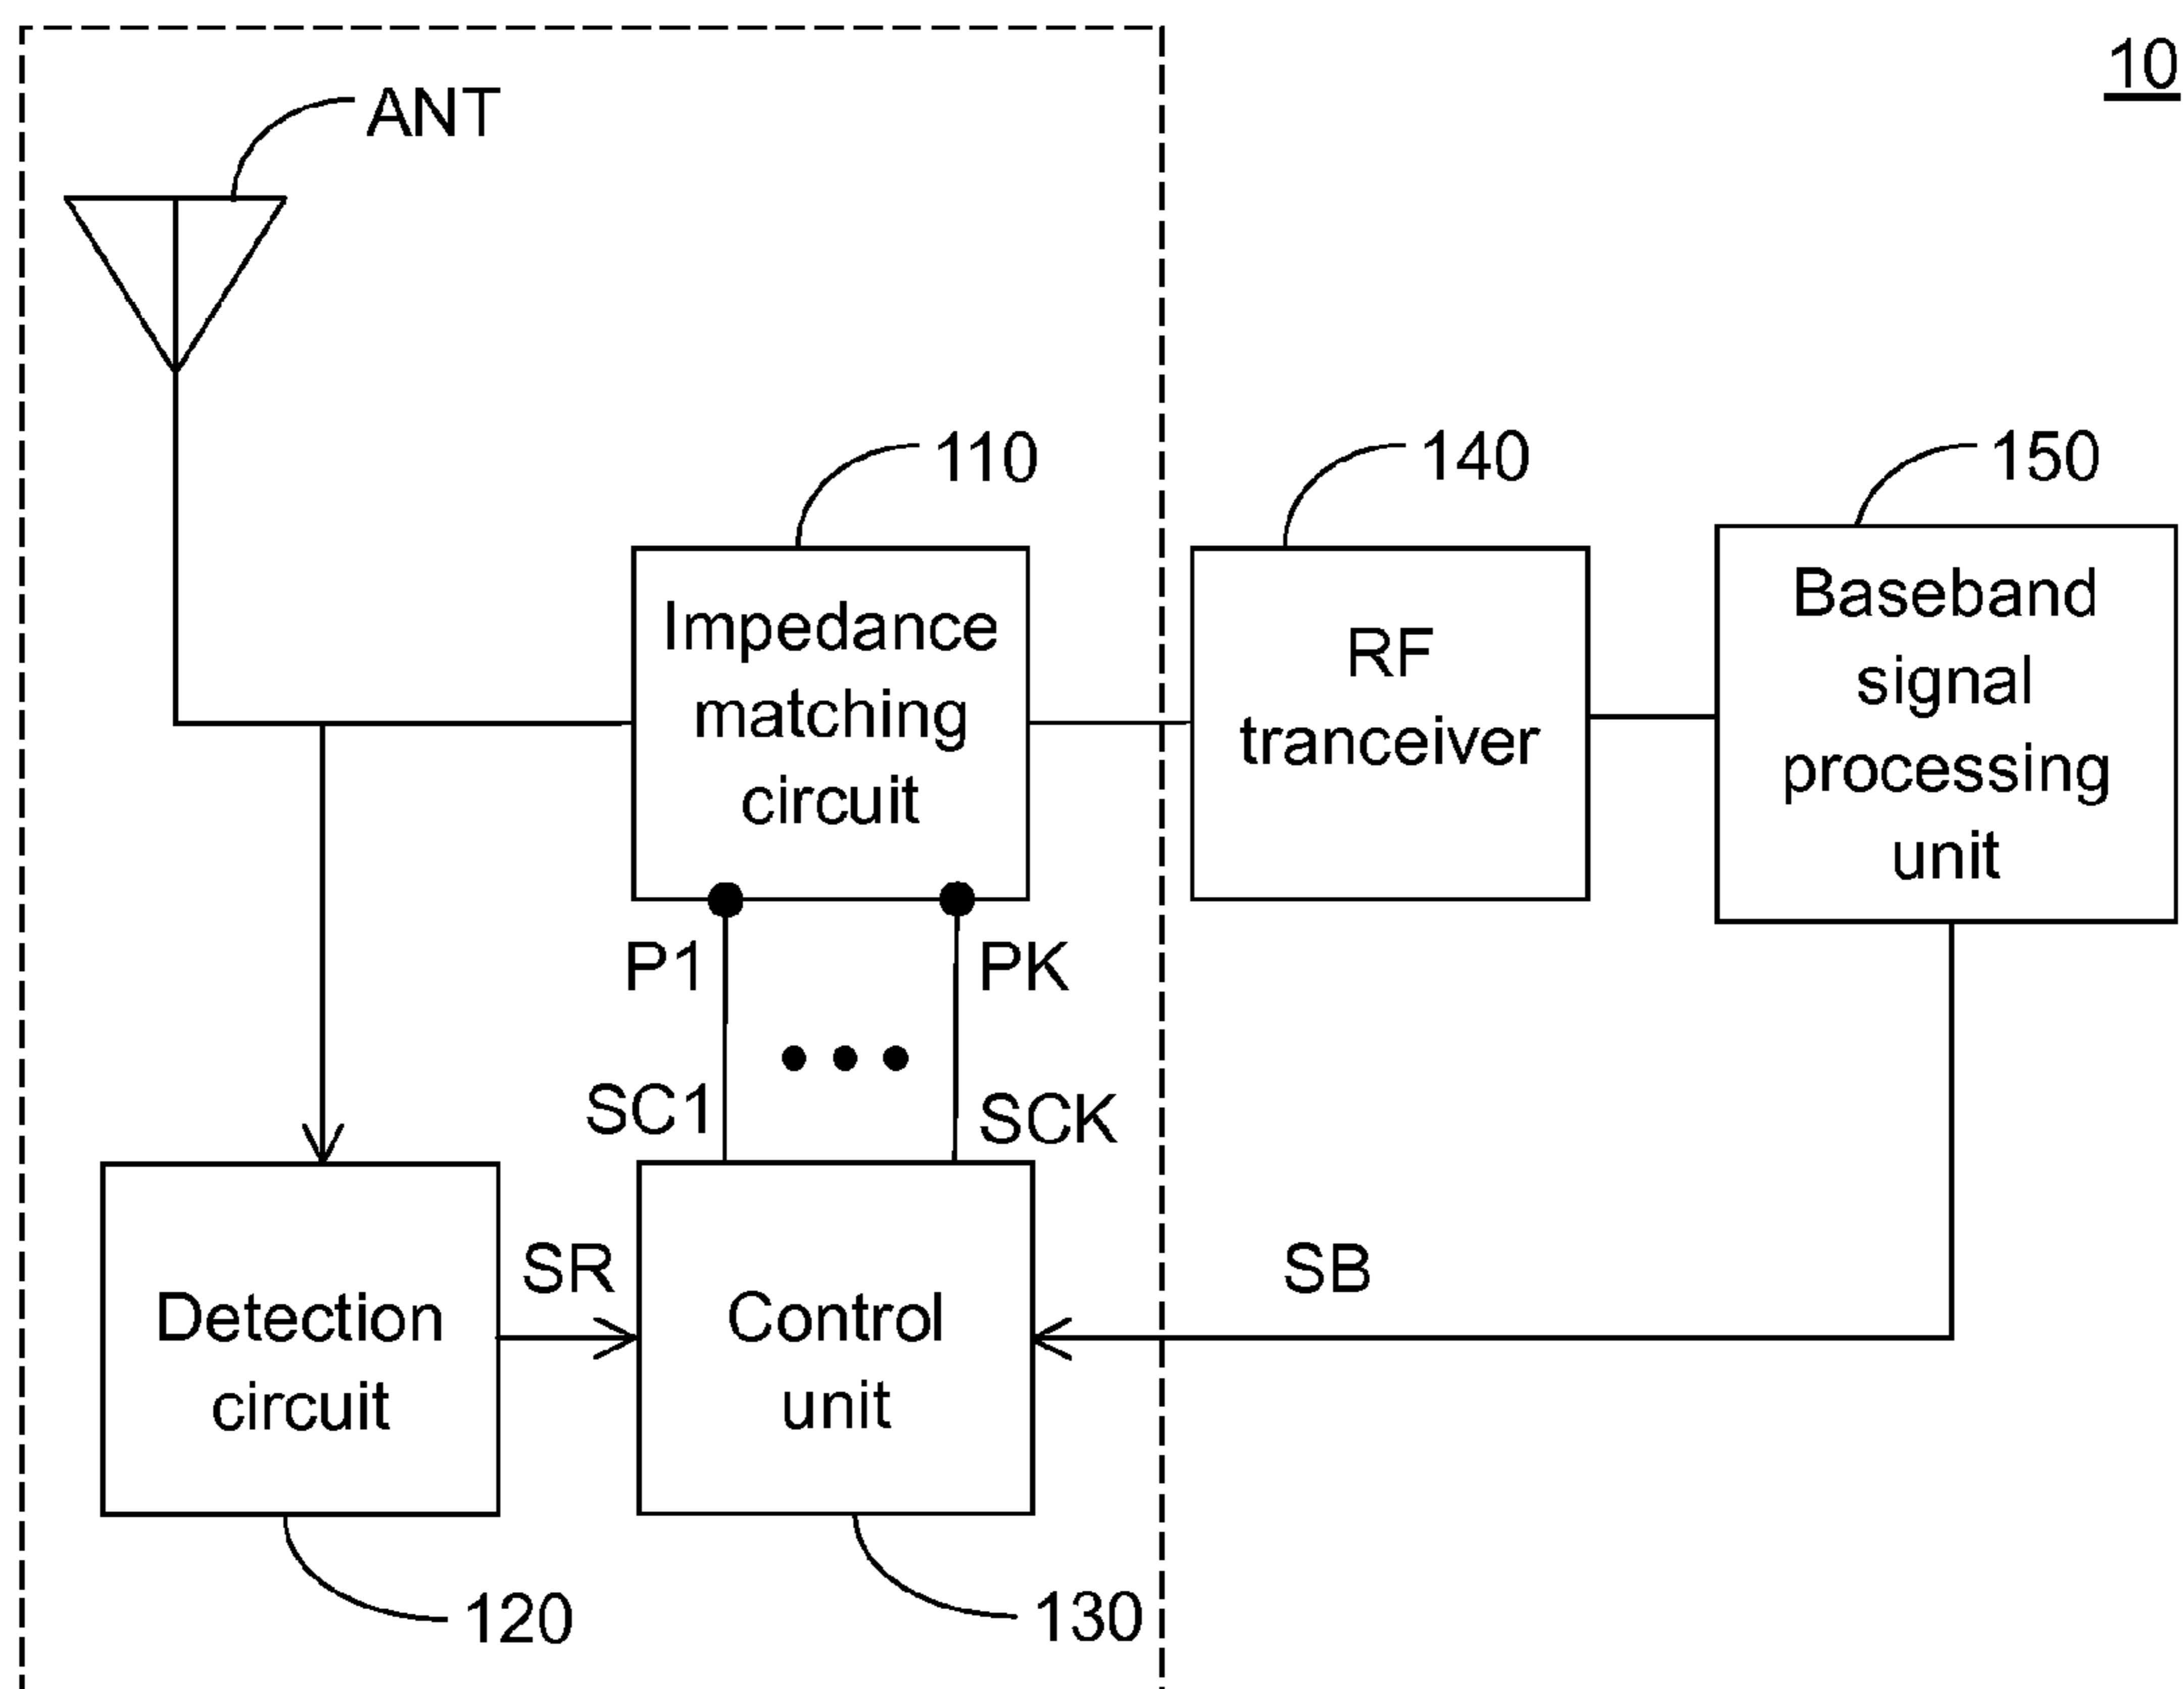 10
ANT
110
140
150
Impedance
matching
circuit
RF
tranceiver
Baseband
signal
processing
unit
P1
PK
SC1
SCK
SR
SB
Detection
circuit
Control
unit
120
130